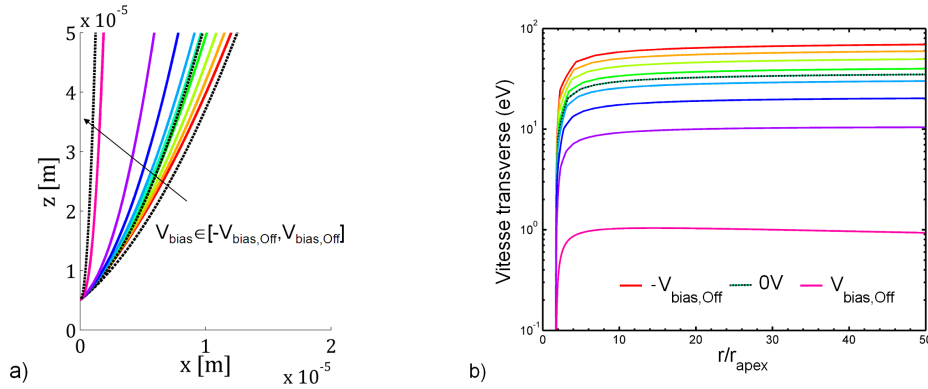 x 10⁻⁵
5
4
3
2
1
0
z [m]
V_bias∈[-V_bias,Off,V_bias,Off]
0 1 2
x [m]
x 10⁻⁵
a)
10²
10¹
10⁰
10⁻¹
Vitesse transverse (eV)
-V_bias,Off 0V V_bias,Off
0 10 20 30 40 50
r/r_apex
b)